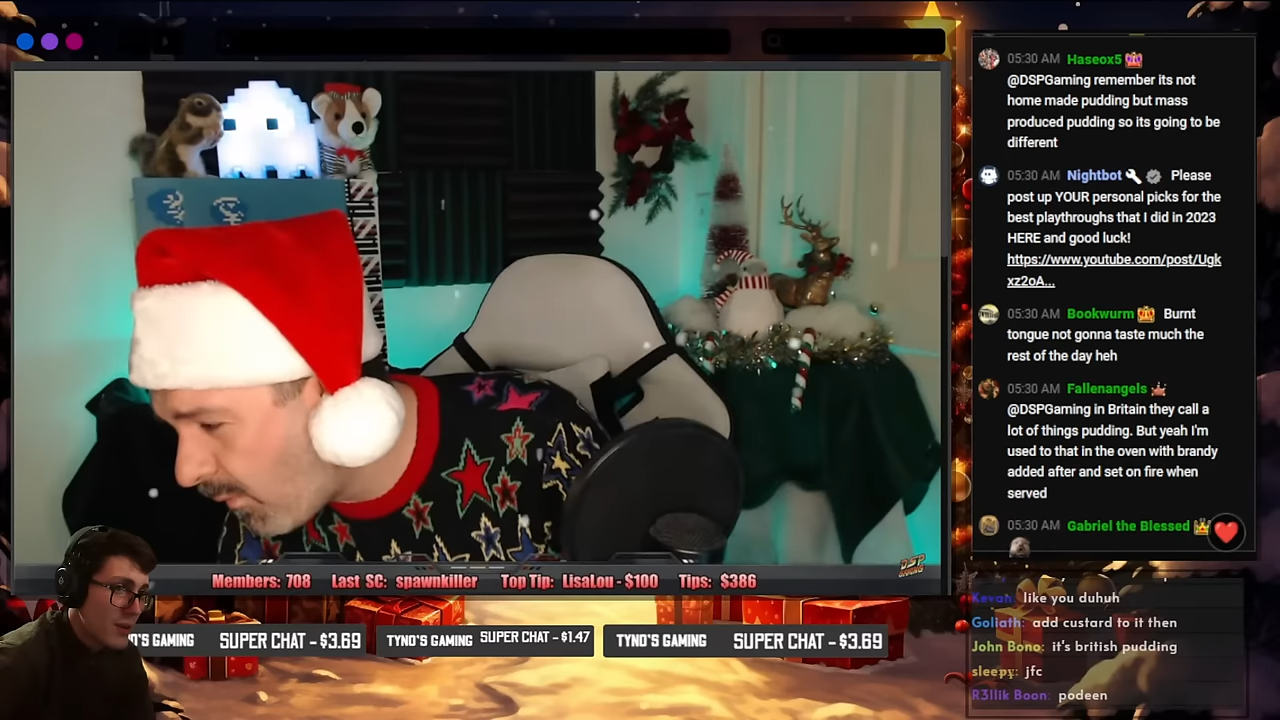 05:30 AM Haseox5
@DSPGaming remember its not
home made pudding but mass
produced pudding so its going to be
different
05:30 AM Nightbot Please
post up YOUR personal picks for the
best playthroughs that I did in 2023
HERE and good luck!
https://www.youtube.com/post/Ugk
xz2oA...
05:30 AM Bookwurm Burnt
tongue not gonna taste much the
rest of the day heh
05:30 AM Fallenangels
@DSPGaming in Britain they call a
lot of things pudding. But yeah I'm
used to that in the oven with brandy
added after and set on fire when
served
05:30 AM Gabriel the Blessed
DSP
GAMING
Members: 708 Last SC: spawnkiller Top Tip: LisaLou - $100 Tips: $386
O'S GAMING SUPER CHAT - $3.69 TYNO'S GAMING SUPER CHAT - $1.47 TYNO'S GAMING SUPER CHAT - $3.69
Kevah: like you duhuh
Goliath: add custard to it then
John Bono: it's british pudding
sleepy: jfc
R3llik Boon: podeen